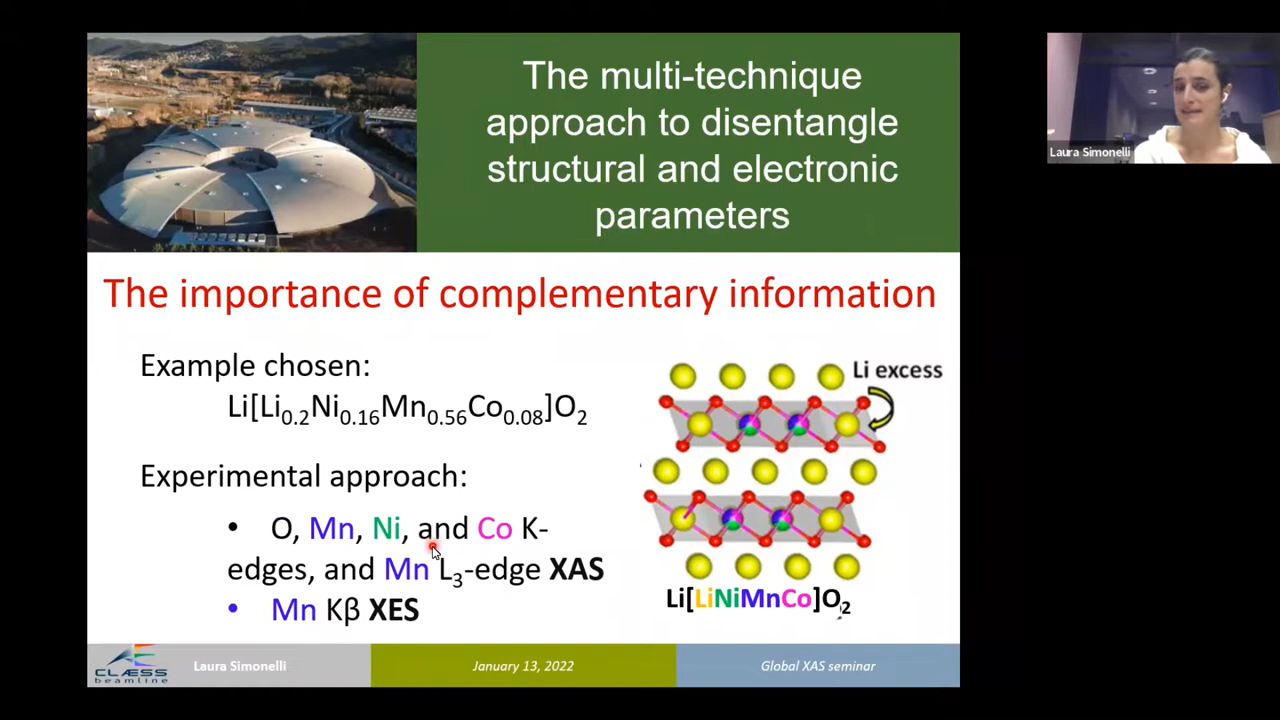 The multi-technique
approach to disentangle
structural and electronic
parameters
Laura Simonelli
The importance of complementary information
Example chosen:
Li[Li0.2Ni0.16Mn0.56Co0.08]O2
Experimental approach:
• O, Mn, Ni, and Co K-
edges, and Mn L3-edge XAS
• Mn Kβ XES
Li excess
Li[LiNiMnCo]O2
CLÆSS
beamline
Laura Simonelli
January 13, 2022
Global XAS seminar